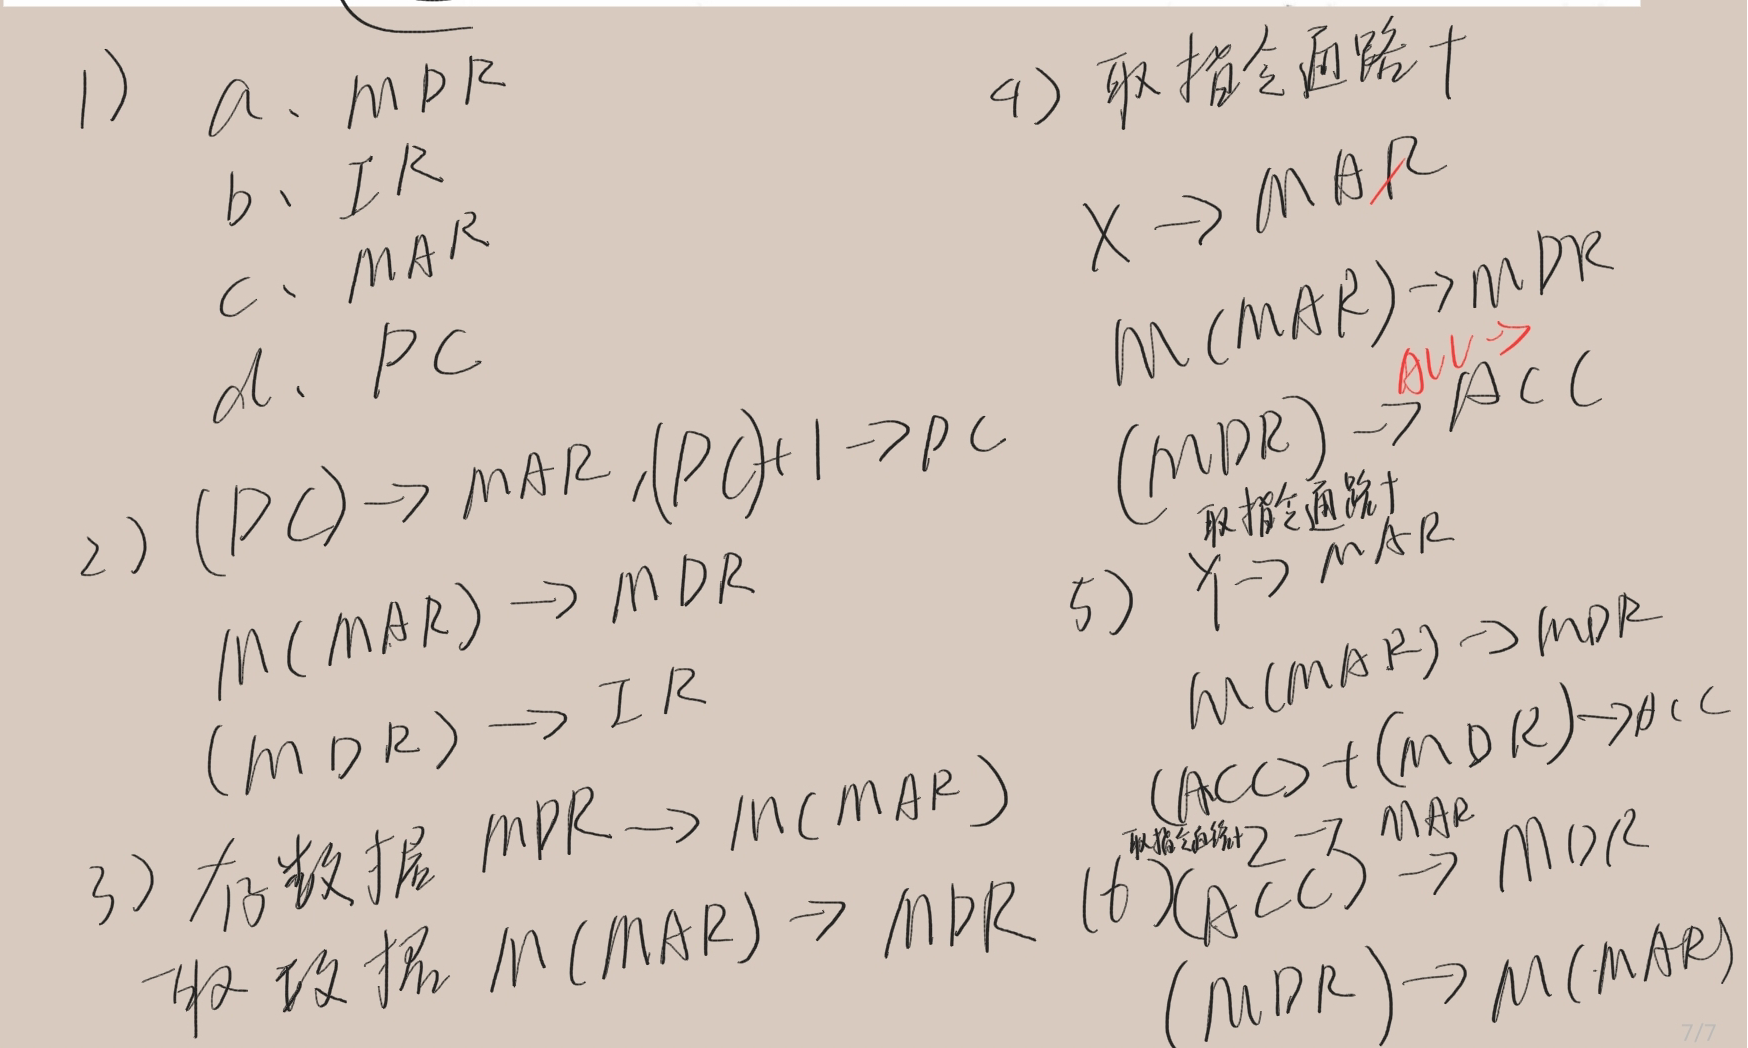 1) a、MDR
b、IR
c、MAR
d、PC
2) (PC)→MAR,(PC)+1→PC
M(MAR)→MDR
(MDR)→IR
3) 存数据 MDR→M(MAR)
取数据 M(MAR)→MDR
4) 取指令通路+
X→MAR
M(MAR)→MDR
ALU→
(MDR)→ACC
取指令通路+
5) Y→MAR
M(MAR)→MDR
(ACC)+(MDR)→ACC
取指令通路+ Z→MAR
(6)(ACC)→MDR
(MDR)→M(MAR)
7/7